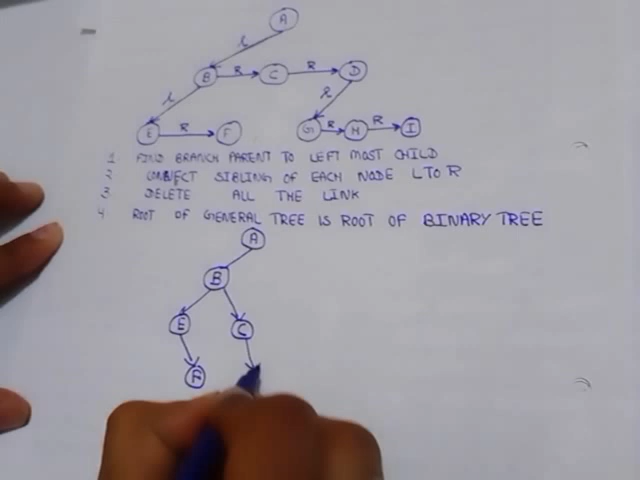 A
l
B R C R D
l l
E R F G R H R I
1 FIND BRANCH PARENT TO LEFT MOST CHILD
2 CONNECT SIBLING OF EACH NODE L TO R
3 DELETE ALL THE LINK
4 ROOT OF GENERAL TREE IS ROOT OF BINARY TREE
A
B
E C
F